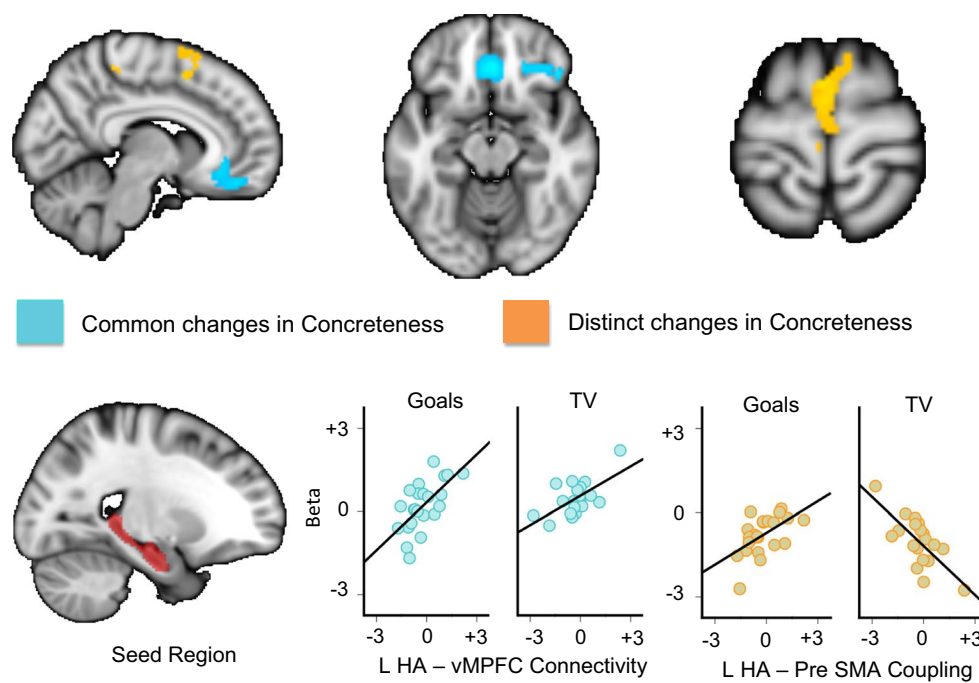 Common changes in Concreteness
Distinct changes in Concreteness
Seed Region
Goals
TV
+3
0
-3
Beta
-3 0 +3
-3 0 +3
L HA – vMPFC Connectivity
Goals
TV
+3
0
-3
-3 0 +3
-3 0 +3
L HA – Pre SMA Coupling